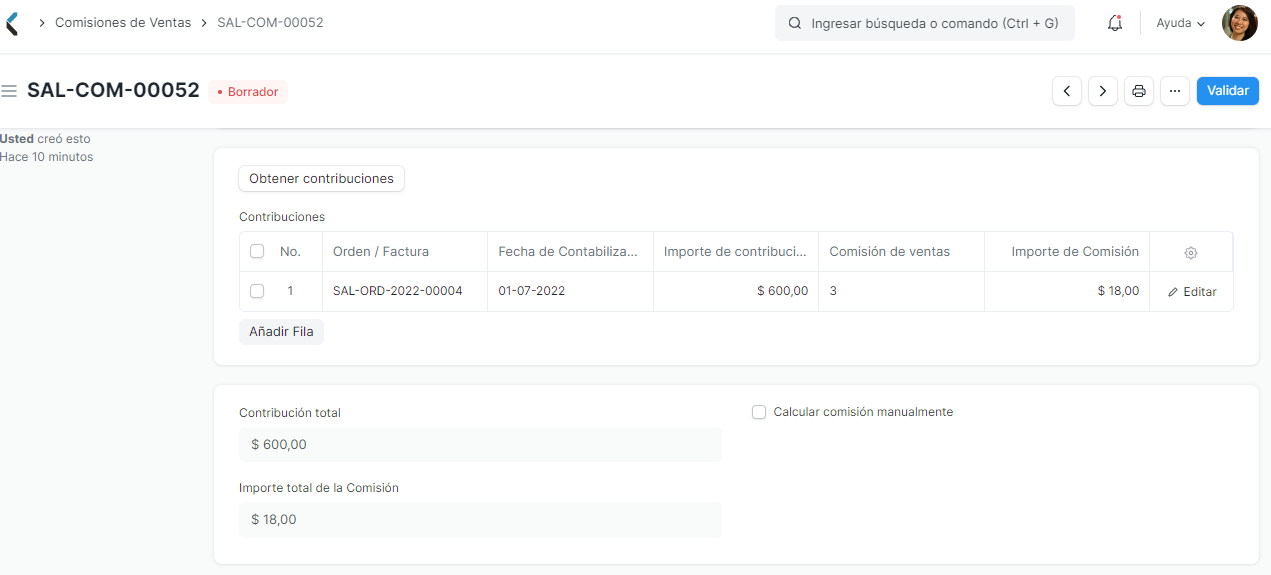 Comisiones de Ventas SAL-COM-00052 Ingresar búsqueda o comando (Ctrl + G) Ayuda
SAL-COM-00052 Borrador Validar
Usted creó esto
Hace 10 minutos
Obtener contribuciones
Contribuciones
No. Orden / Factura Fecha de Contabiliza... Importe de contribuci... Comisión de ventas Importe de Comisión
1 SAL-ORD-2022-00004 01-07-2022 $ 600,00 3 $ 18,00 Editar
Añadir Fila
Contribución total Calcular comisión manualmente
$ 600,00
Importe total de la Comisión
$ 18,00